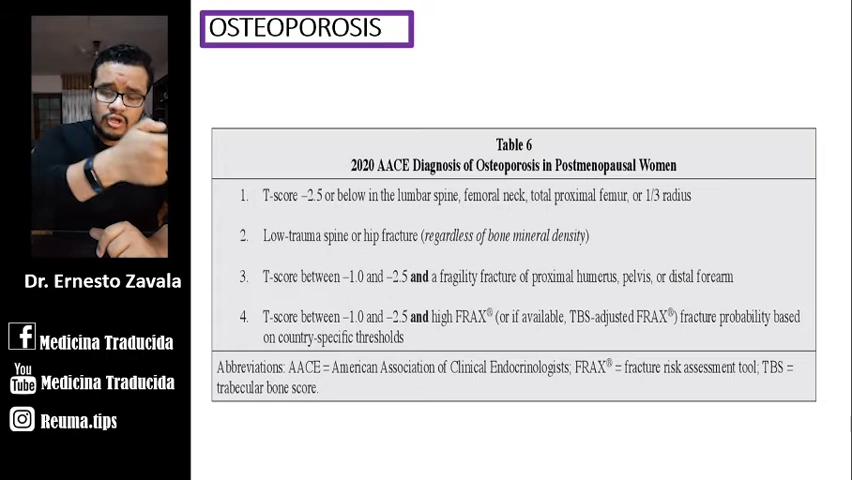 OSTEOPOROSIS
Table 6
2020 AACE Diagnosis of Osteoporosis in Postmenopausal Women
1. T-score –2.5 or below in the lumbar spine, femoral neck, total proximal femur, or 1/3 radius
2. Low-trauma spine or hip fracture (regardless of bone mineral density)
3. T-score between –1.0 and –2.5 and a fragility fracture of proximal humerus, pelvis, or distal forearm
4. T-score between –1.0 and –2.5 and high FRAX® (or if available, TBS-adjusted FRAX®) fracture probability based
on country-specific thresholds
Abbreviations: AACE = American Association of Clinical Endocrinologists; FRAX® = fracture risk assessment tool; TBS =
trabecular bone score.
Dr. Ernesto Zavala
f Medicina Traducida
You
Tube Medicina Traducida
Reuma.tips